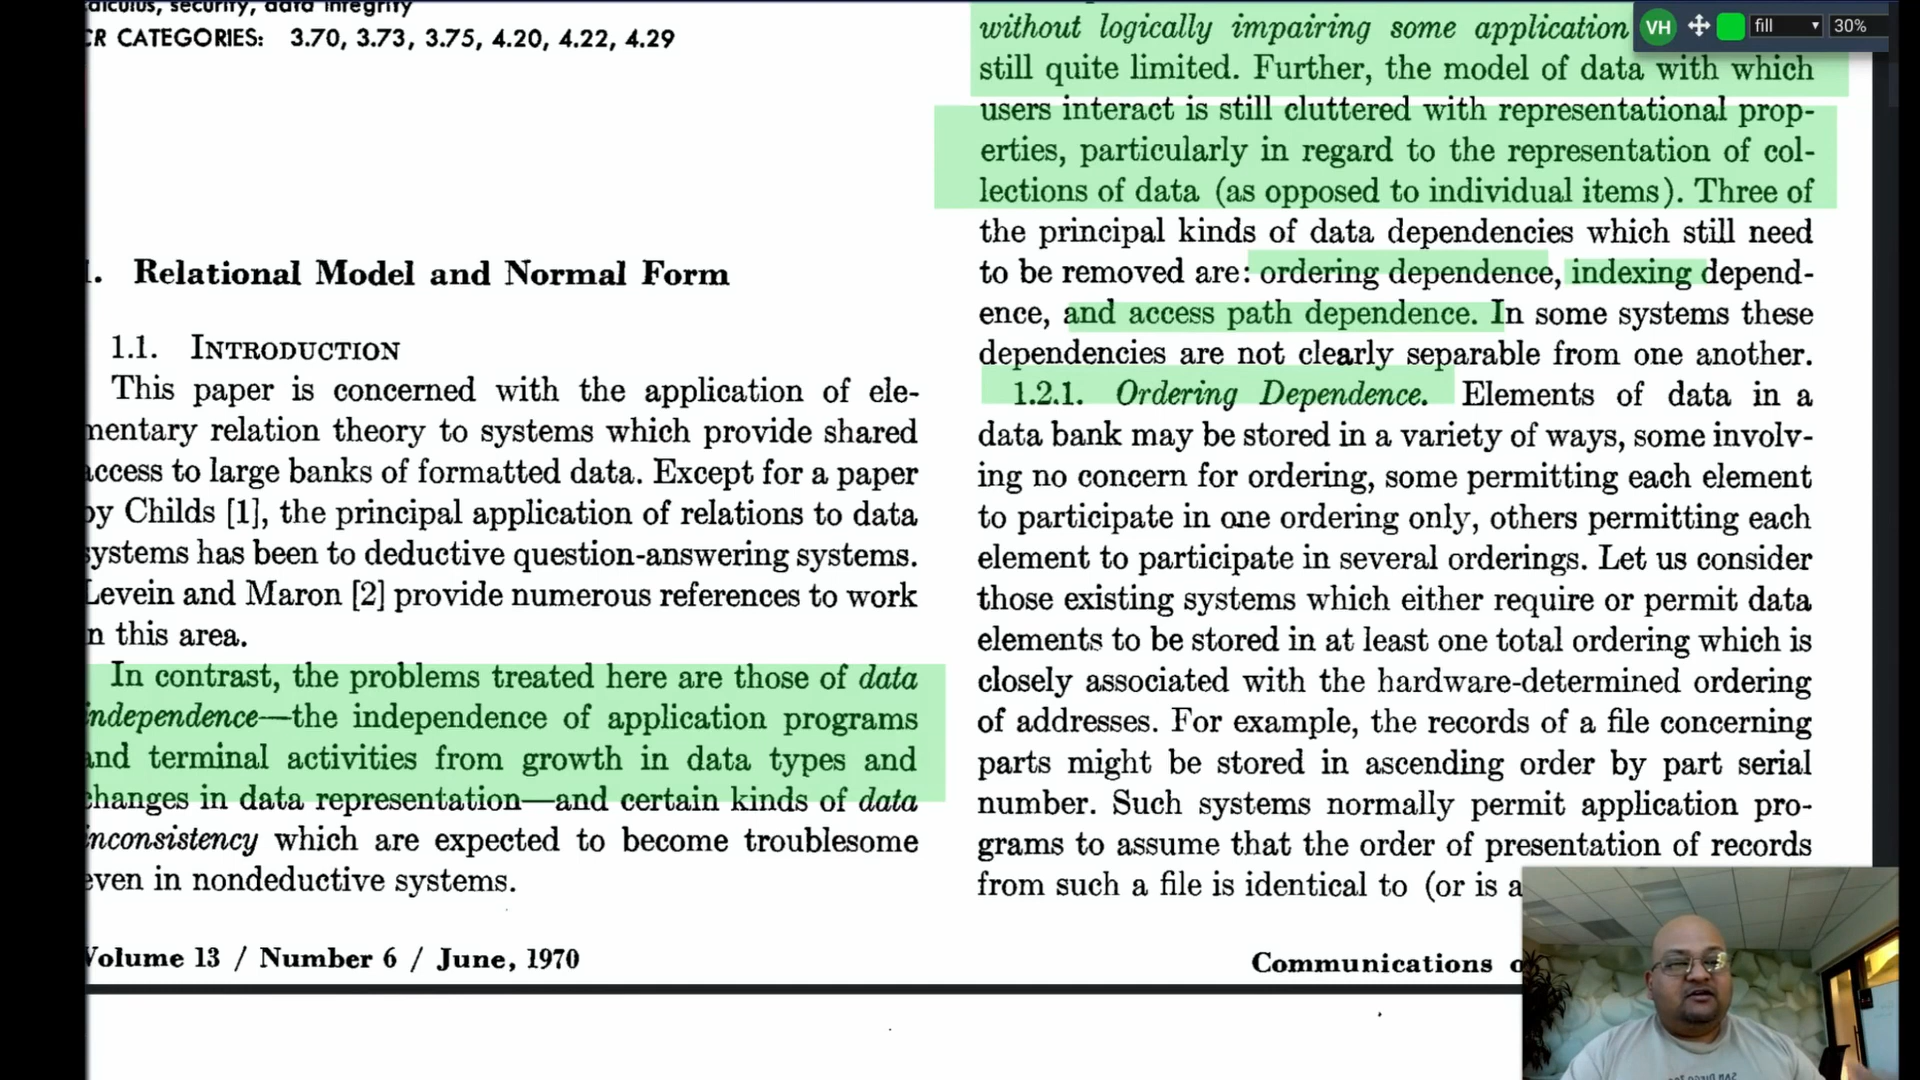 calculus, security, data integrity
CR CATEGORIES: 3.70, 3.73, 3.75, 4.20, 4.22, 4.29
1. Relational Model and Normal Form
1.1. INTRODUCTION
This paper is concerned with the application of ele-
mentary relation theory to systems which provide shared
access to large banks of formatted data. Except for a paper
by Childs [1], the principal application of relations to data
systems has been to deductive question-answering systems.
Levein and Maron [2] provide numerous references to work
in this area.
In contrast, the problems treated here are those of data
independence—the independence of application programs
and terminal activities from growth in data types and
changes in data representation—and certain kinds of data
inconsistency which are expected to become troublesome
even in nondeductive systems.
Volume 13 / Number 6 / June, 1970
without logically impairing some application
still quite limited. Further, the model of data with which
users interact is still cluttered with representational prop-
erties, particularly in regard to the representation of col-
lections of data (as opposed to individual items). Three of
the principal kinds of data dependencies which still need
to be removed are: ordering dependence, indexing depend-
ence, and access path dependence. In some systems these
dependencies are not clearly separable from one another.
1.2.1. Ordering Dependence. Elements of data in a
data bank may be stored in a variety of ways, some involv-
ing no concern for ordering, some permitting each element
to participate in one ordering only, others permitting each
element to participate in several orderings. Let us consider
those existing systems which either require or permit data
elements to be stored in at least one total ordering which is
closely associated with the hardware-determined ordering
of addresses. For example, the records of a file concerning
parts might be stored in ascending order by part serial
number. Such systems normally permit application pro-
grams to assume that the order of presentation of records
from such a file is identical to (or is a
Communications
VH fill 30%